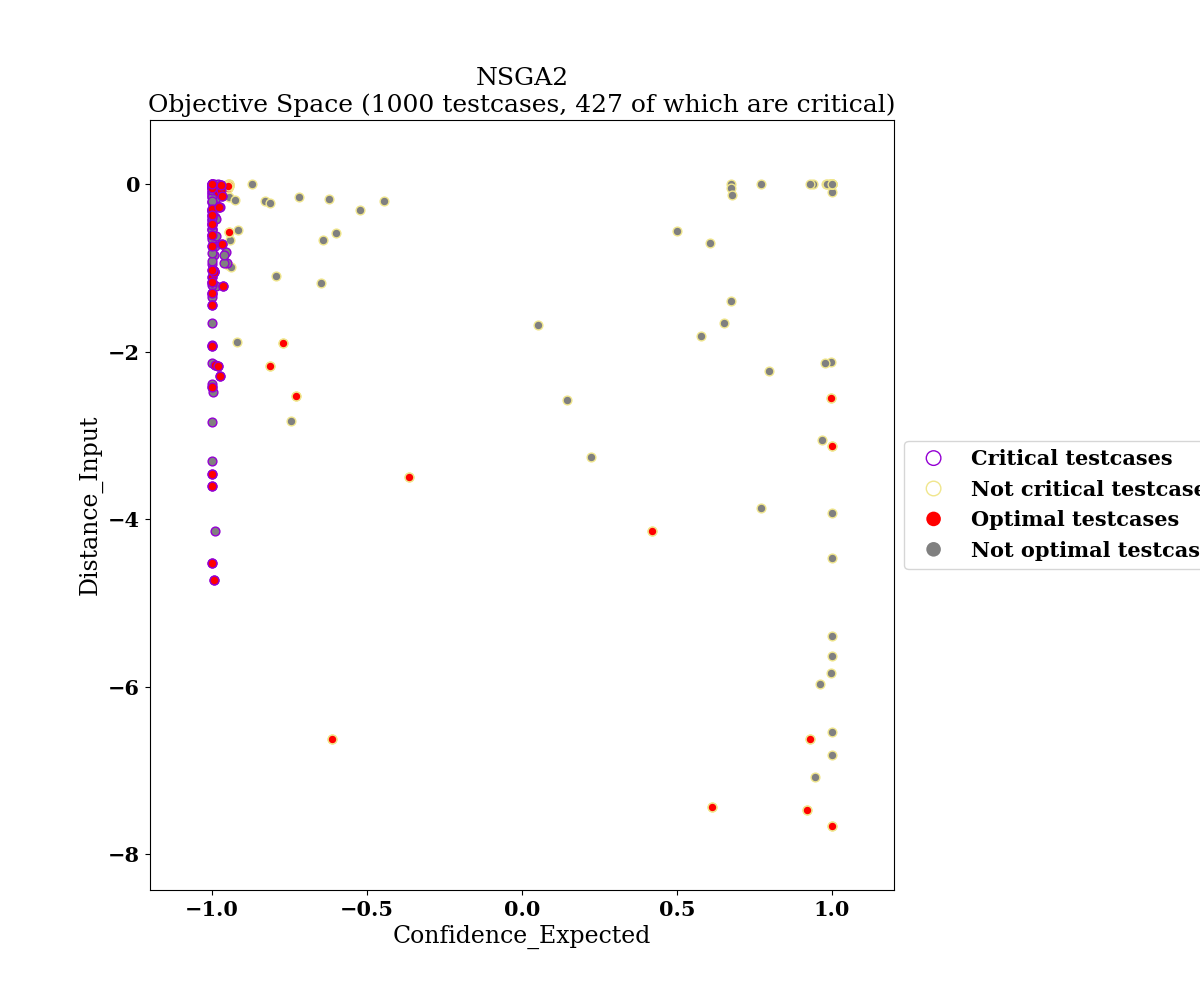 NSGA2
Objective Space (1000 testcases, 427 of which are critical)
0
−2
−4
−6
−8
Distance_Input
−1.0
−0.5
0.0
0.5
1.0
Confidence_Expected
Critical testcases
Not critical testcase
Optimal testcases
Not optimal testcas